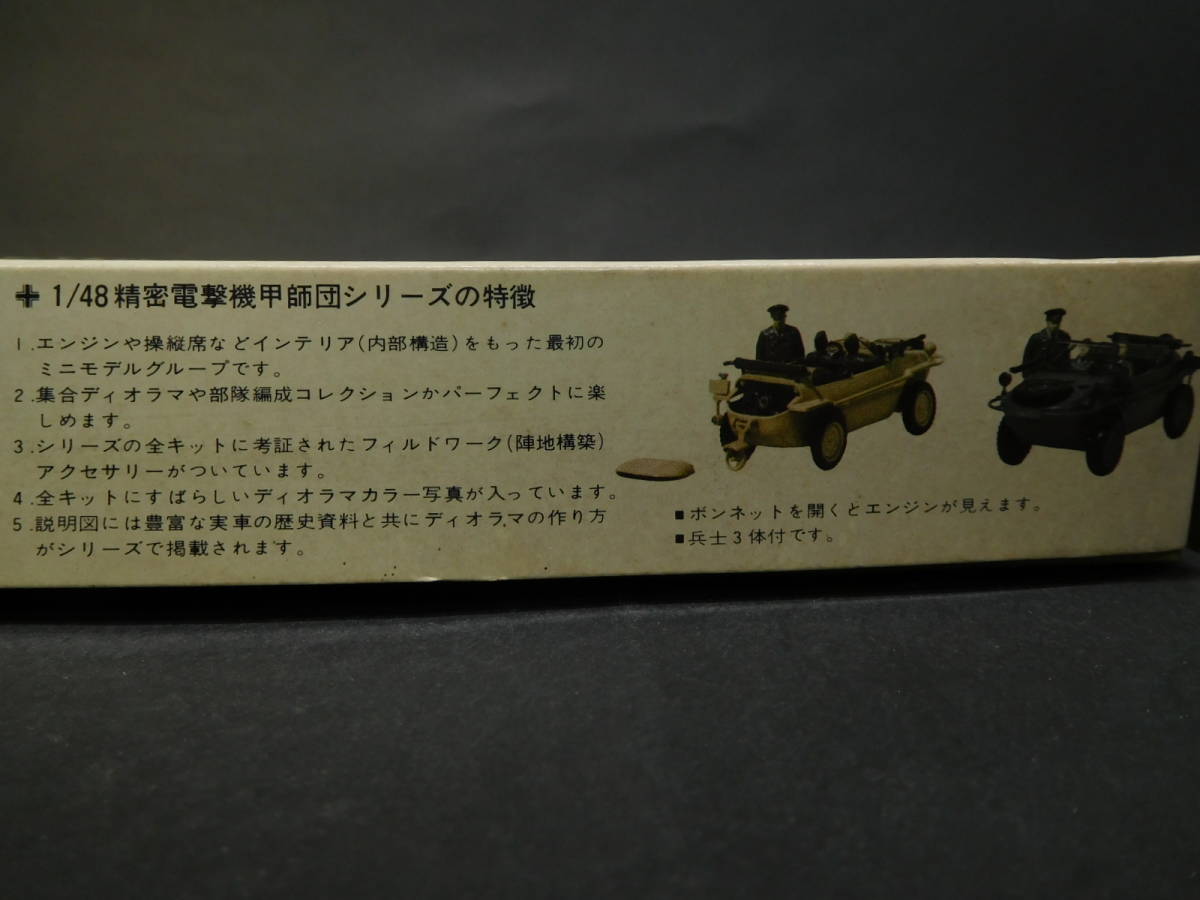 1/48精密電撃機甲師団シリーズの特徴
1.エンジンや操縦席などインテリア(内部構造)をもった最初の
ミニモデルグループです。
2.集合ディオラマや部隊編成コレクションかパーフェクトに楽
しめます。
3.シリーズの全キットに考証されたフィルドワーク(陣地構築)
アクセサリーがついています。
4.全キットにすばらしいディオラマカラー写真が入っています。
5.説明図には豊富な実車の歴史資料と共にディオラマの作り方
がシリーズで掲載されます。
■ボンネットを開くとエンジンが見えます。
■兵士3体付です。